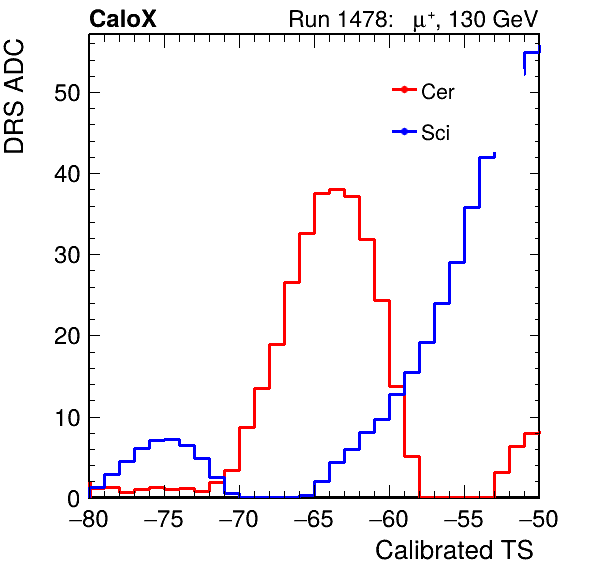 CaloX Run 1478: μ⁺, 130 GeV
DRS ADC
Cer
Sci
50
40
30
20
10
0
−80 −75 −70 −65 −60 −55 −50
Calibrated TS